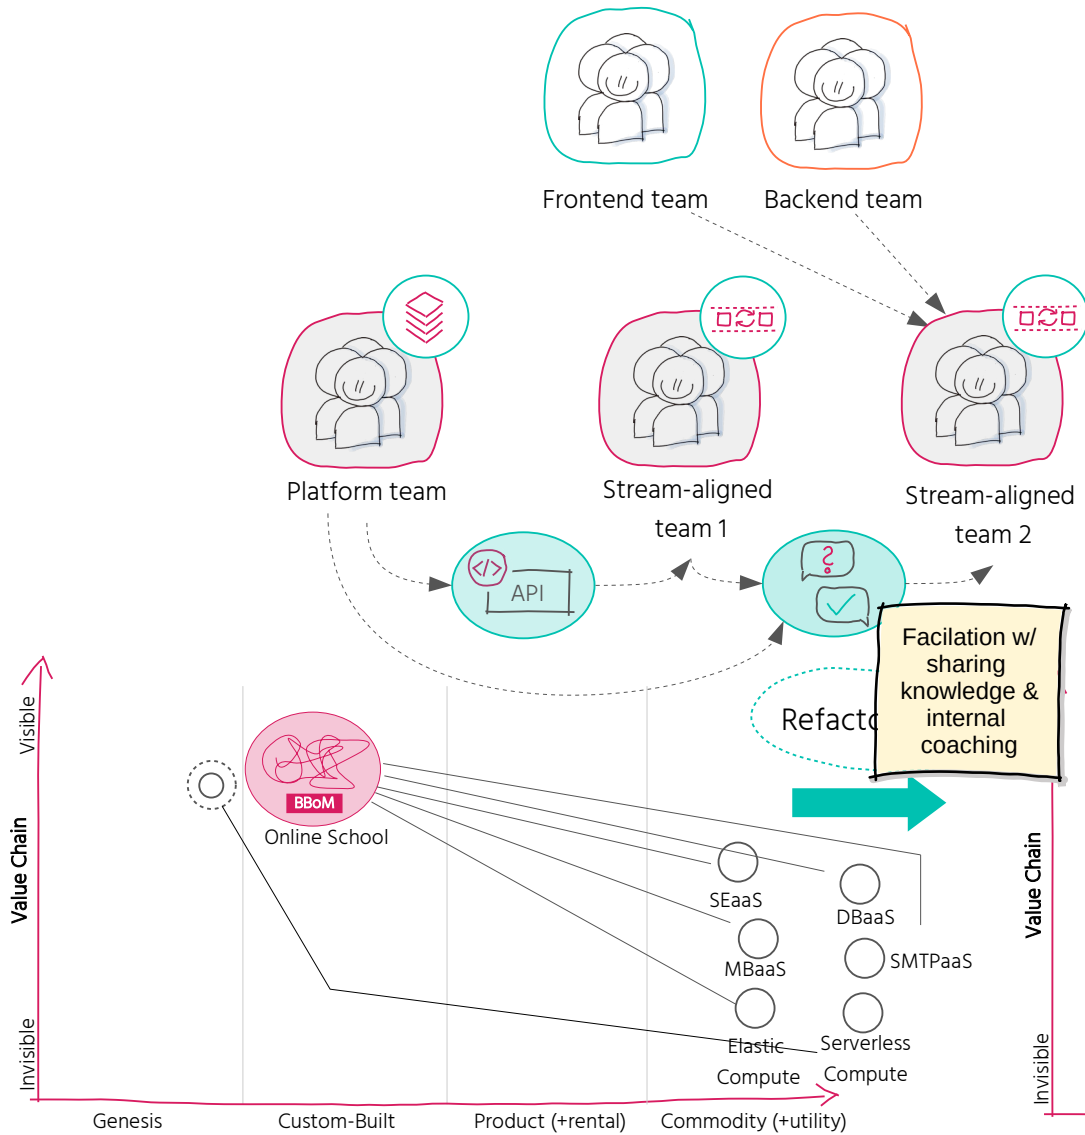 Frontend team
Backend team
Platform team
Stream-aligned
team 1
Stream-aligned
team 2
</>
API
?
Facilation w/
sharing
knowledge &
internal
coaching
Visible
Value Chain
Invisible
BBoM
Online School
SEaaS
DBaaS
MBaaS
SMTPaaS
Elastic
Compute
Serverless
Compute
Genesis
Custom-Built
Product (+rental)
Commodity (+utility)
Value Chain
Invisible